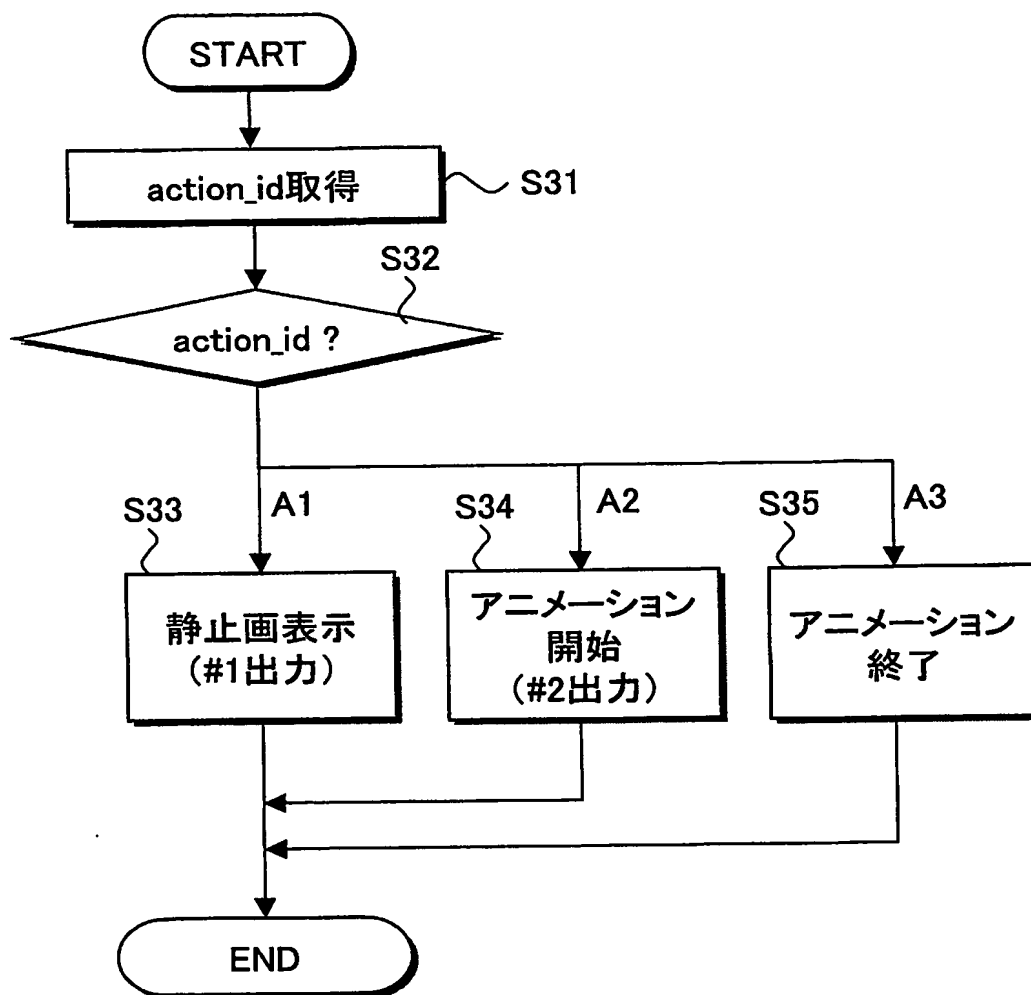 START
action_id取得
S31
S32
action_id ?
A1
A2
A3
S33
S34
S35
静止画表示
(#1出力)
アニメーション
開始
(#2出力)
アニメーション
終了
END